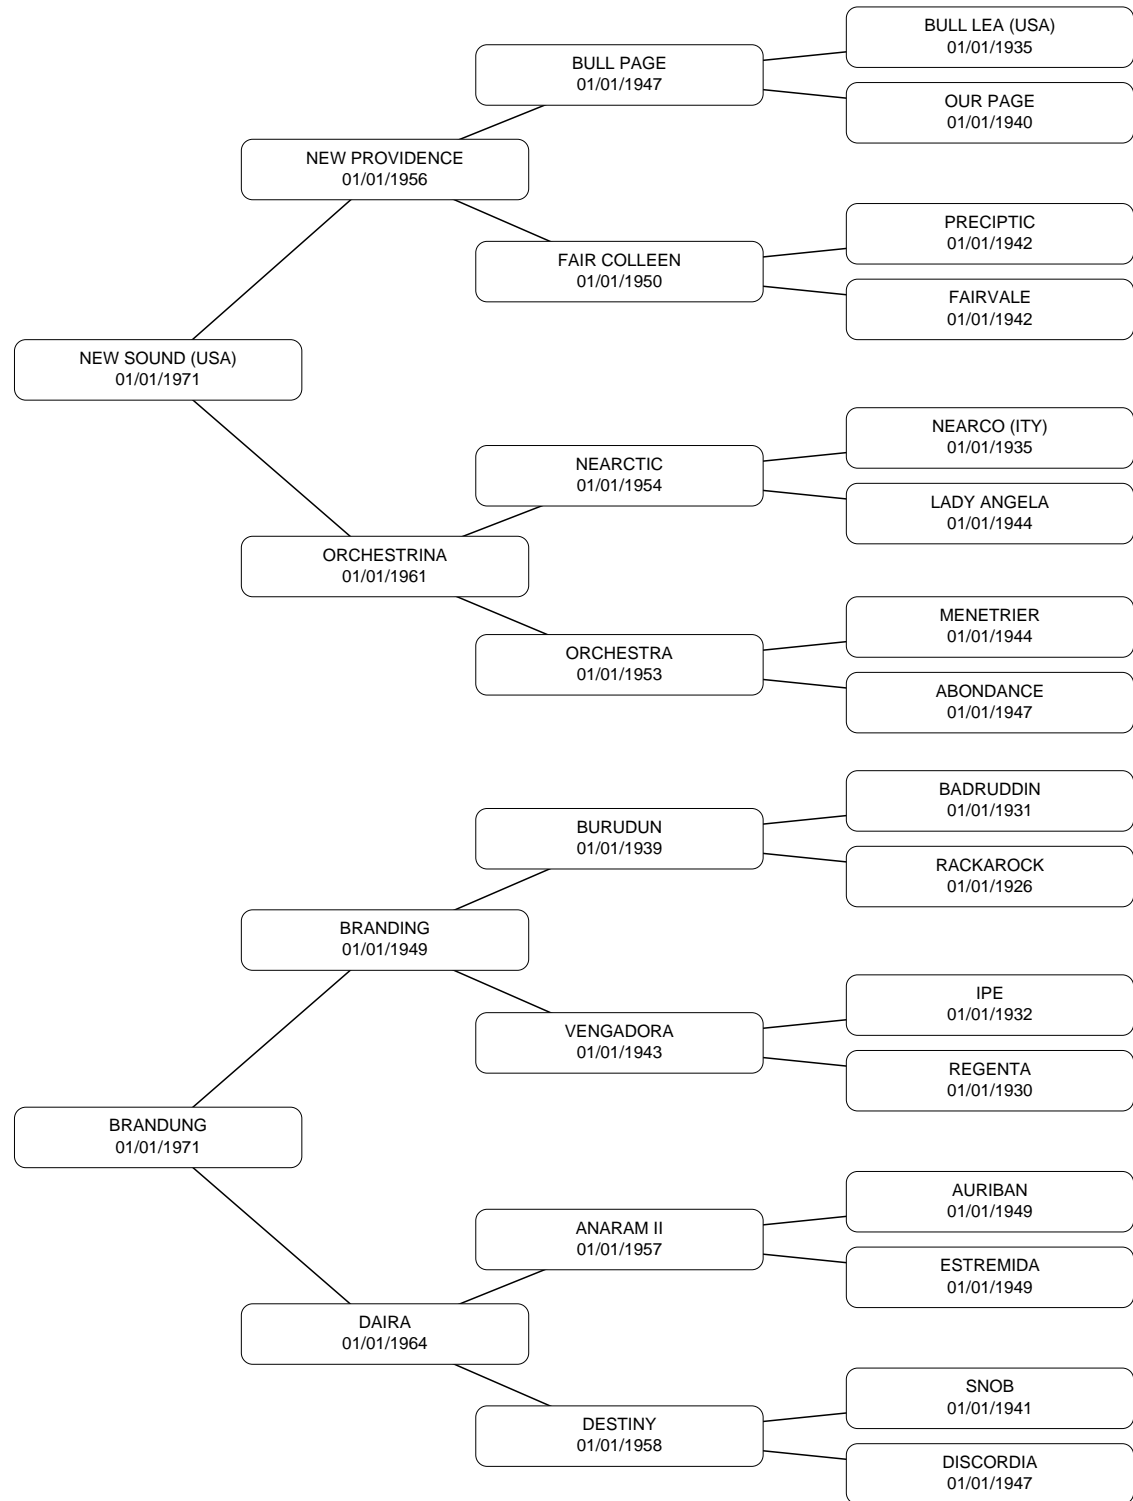 BULL LEA (USA)
01/01/1935
BULL PAGE
01/01/1947
OUR PAGE
01/01/1940
NEW PROVIDENCE
01/01/1956
PRECIPTIC
01/01/1942
FAIR COLLEEN
01/01/1950
FAIRVALE
01/01/1942
NEW SOUND (USA)
01/01/1971
NEARCO (ITY)
01/01/1935
NEARCTIC
01/01/1954
LADY ANGELA
01/01/1944
ORCHESTRINA
01/01/1961
MENETRIER
01/01/1944
ORCHESTRA
01/01/1953
ABONDANCE
01/01/1947
BADRUDDIN
01/01/1931
BURUDUN
01/01/1939
RACKAROCK
01/01/1926
BRANDING
01/01/1949
IPE
01/01/1932
VENGADORA
01/01/1943
REGENTA
01/01/1930
BRANDUNG
01/01/1971
AURIBAN
01/01/1949
ANARAM II
01/01/1957
ESTREMIDA
01/01/1949
DAIRA
01/01/1964
SNOB
01/01/1941
DESTINY
01/01/1958
DISCORDIA
01/01/1947